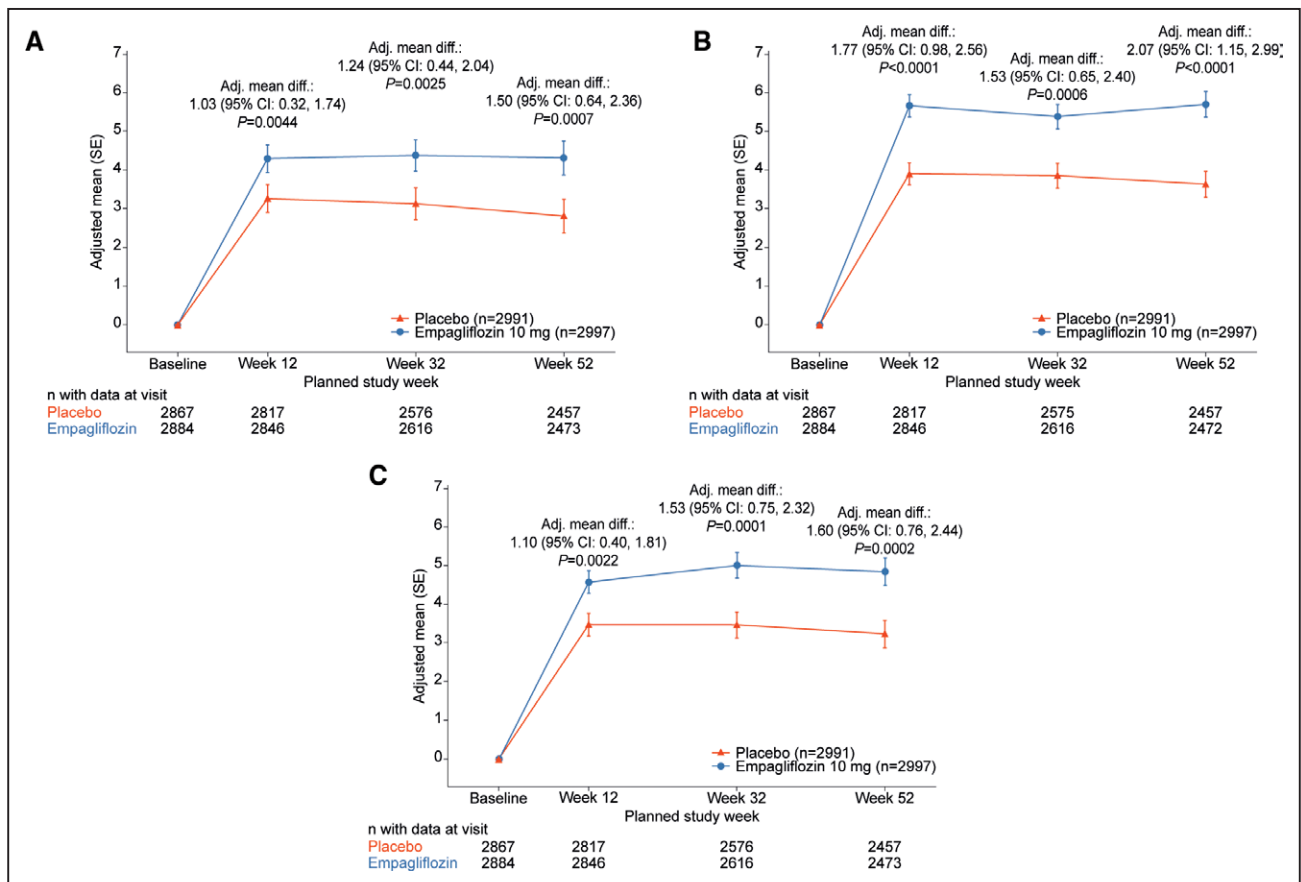 A
7
6
5
4
3
2
1
0
Adjusted mean (SE)
Adj. mean diff.:
1.03 (95% CI: 0.32, 1.74)
P=0.0044
Adj. mean diff.:
1.24 (95% CI: 0.44, 2.04)
P=0.0025
Adj. mean diff.:
1.50 (95% CI: 0.64, 2.36)
P=0.0007
Placebo (n=2991)
Empagliflozin 10 mg (n=2997)
Baseline Week 12 Week 32 Week 52
Planned study week
n with data at visit
Placebo 2867 2817 2576 2457
Empagliflozin 2884 2846 2616 2473
B
7
6
5
4
3
2
1
0
Adjusted mean (SE)
Adj. mean diff.:
1.77 (95% CI: 0.98, 2.56)
P<0.0001
Adj. mean diff.:
1.53 (95% CI: 0.65, 2.40)
P=0.0006
Adj. mean diff.:
2.07 (95% CI: 1.15, 2.99)
P<0.0001
Placebo (n=2991)
Empagliflozin 10 mg (n=2997)
Baseline Week 12 Week 32 Week 52
Planned study week
n with data at visit
Placebo 2867 2817 2575 2457
Empagliflozin 2884 2846 2616 2472
C
7
6
5
4
3
2
1
0
Adjusted mean (SE)
Adj. mean diff.:
1.10 (95% CI: 0.40, 1.81)
P=0.0022
Adj. mean diff.:
1.53 (95% CI: 0.75, 2.32)
P=0.0001
Adj. mean diff.:
1.60 (95% CI: 0.76, 2.44)
P=0.0002
Placebo (n=2991)
Empagliflozin 10 mg (n=2997)
Baseline Week 12 Week 32 Week 52
Planned study week
n with data at visit
Placebo 2867 2817 2576 2457
Empagliflozin 2884 2846 2616 2473